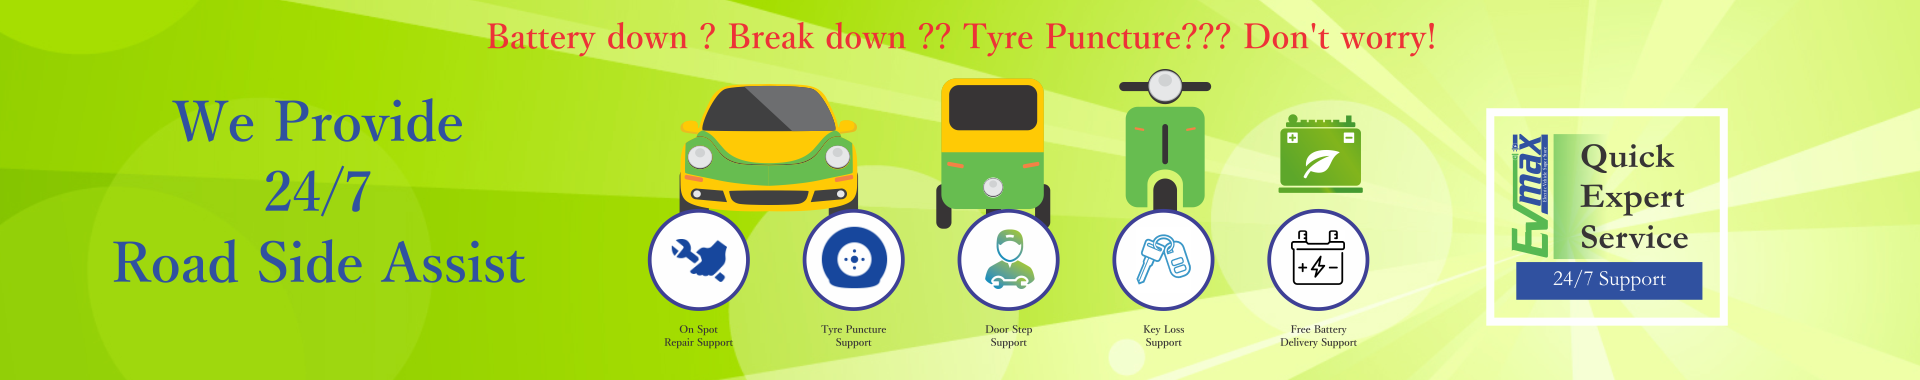 Battery down ? Break down ?? Tyre Puncture??? Don't worry!
We Provide
24/7
Road Side Assist
On Spot
Repair Support
Tyre Puncture
Support
Door Step
Support
Key Loss
Support
Free Battery
Delivery Support
Evmax
Quick
Expert
Service
24/7 Support